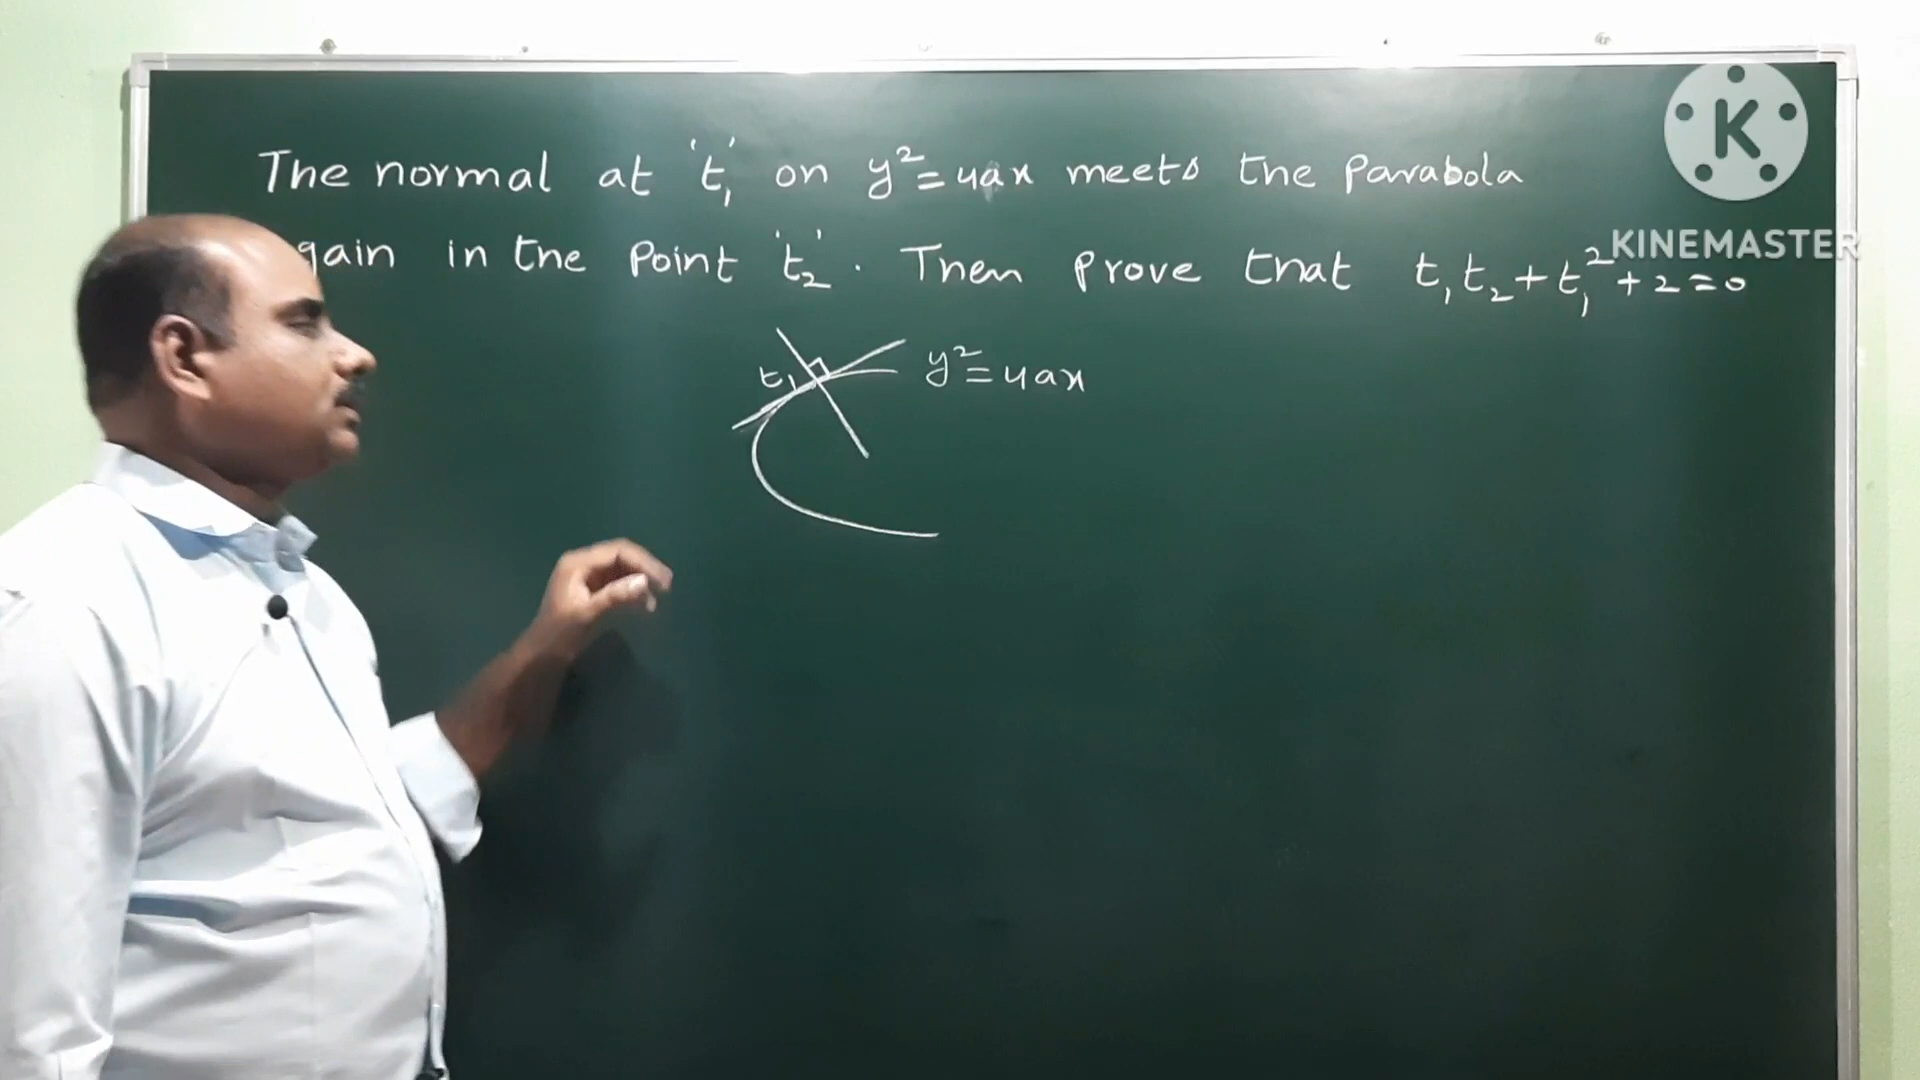 The normal at 't₁' on y²=4ax meets the parabola
gain in the point 't₂'. Then prove that t₁t₂+t₁²+2=0
t₁ y²=4ax
K
KINEMASTER